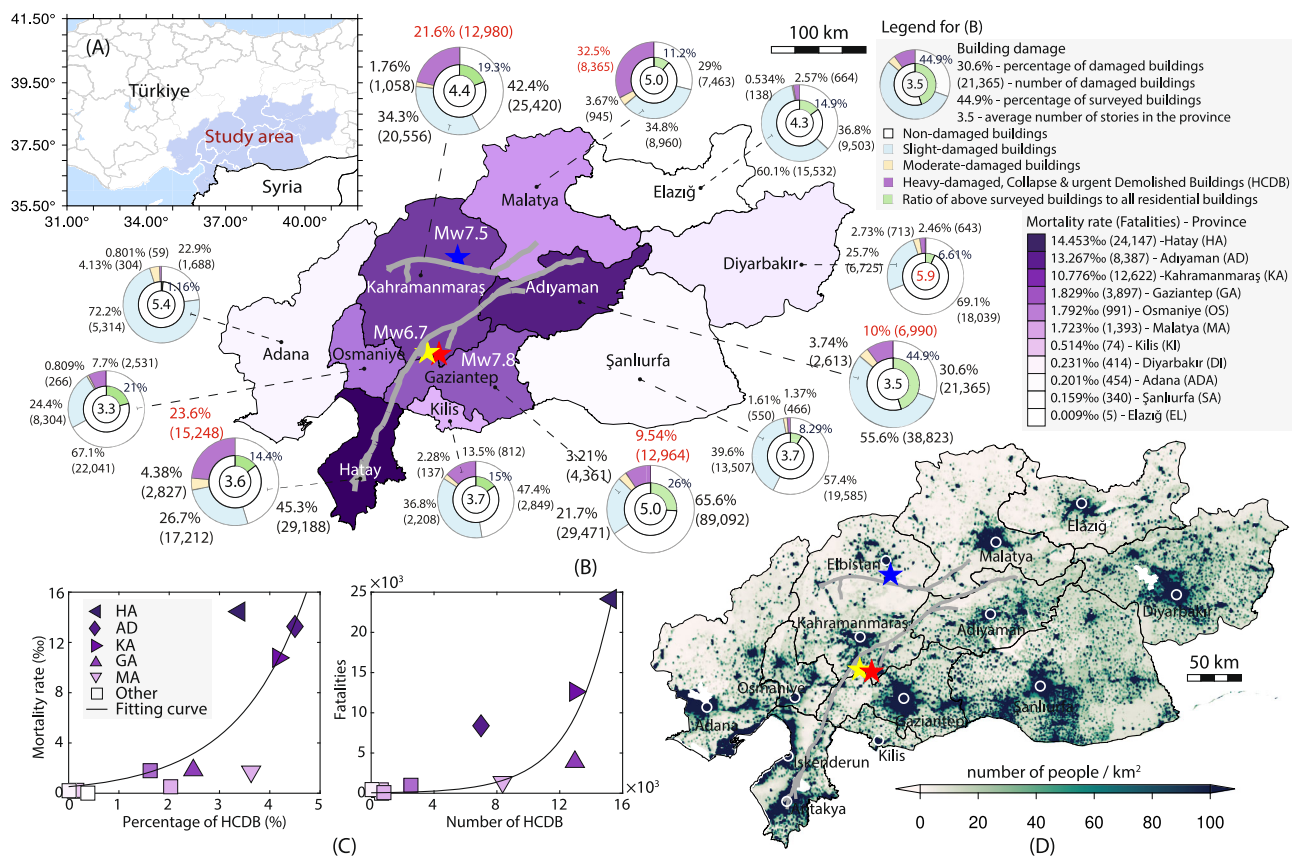 41.50°
39.50°
37.50°
35.50°
31.00°
34.00°
37.00°
40.00°
(A)
Türkiye
Study area
Syria
21.6% (12,980)
1.76%
(1,058)
19.3%
4.4
42.4%
(25,420)
34.3%
(20,556)
32.5%
(8,365)
11.2%
5.0
29%
(7,463)
3.67%
(945)
34.8%
(8,960)
100 km
0.534%
(138)
2.57% (664)
14.9%
4.3
36.8%
(9,503)
60.1% (15,532)
Legend for (B)
44.9%
3.5
Building damage
30.6% - percentage of damaged buildings
(21,365) - number of damaged buildings
44.9% - percentage of surveyed buildings
3.5 - average number of stories in the province
Non-damaged buildings
Slight-damaged buildings
Moderate-damaged buildings
Heavy-damaged, Collapse & urgent Demolished Buildings (HCDB)
Ratio of above surveyed buildings to all residential buildings
Mortality rate (Fatalities) - Province
14.453‰ (24,147) -Hatay (HA)
13.267‰ (8,387) - Adıyaman (AD)
10.776‰ (12,622) -Kahramanmaraş (KA)
1.829‰ (3,897) - Gaziantep (GA)
1.792‰ (991) - Osmaniye (OS)
1.723‰ (1,393) - Malatya (MA)
0.514‰ (74) - Kilis (KI)
0.231‰ (414) - Diyarbakır (DI)
0.201‰ (454) - Adana (ADA)
0.159‰ (340) - Şanlıurfa (SA)
0.009‰ (5) - Elazığ (EL)
Malatya
Elazığ
Diyarbakır
Mw7.5
Kahramanmaraş
Adıyaman
Mw6.7
Osmaniye
Mw7.8
Gaziantep
Adana
Şanlıurfa
Kilis
Hatay
0.801% (59)
22.9%
(1,688)
4.13% (304)
1.16%
5.4
72.2%
(5,314)
2.73% (713)
2.46% (643)
25.7%
(6,725)
6.61%
5.9
69.1%
(18,039)
0.809%
(266)
7.7% (2,531)
21%
3.3
24.4%
(8,304)
67.1%
(22,041)
10% (6,990)
3.74%
(2,613)
44.9%
3.5
30.6%
(21,365)
55.6% (38,823)
23.6%
(15,248)
14.4%
3.6
4.38%
(2,827)
45.3%
(29,188)
26.7%
(17,212)
13.5% (812)
2.28%
(137)
15%
3.7
47.4%
(2,849)
36.8%
(2,208)
9.54%
(12,964)
3.21%
(4,361)
26%
5.0
65.6%
(89,092)
21.7%
(29,471)
1.61%
(550)
1.37%
(466)
8.29%
3.7
39.6%
(13,507)
57.4%
(19,585)
(B)
16
12
8
4
0
Mortality rate (‰)
HA
AD
KA
GA
MA
Other
Fitting curve
0
1
2
3
4
5
Percentage of HCDB (%)
×10³
25
20
15
10
5
0
Fatalities
0
4
8
12
16
×10³
Number of HCDB
(C)
Elazığ
Malatya
Elbistan
Diyarbakır
Kahramanmaraş
Adıyaman
Osmaniye
Adana
Gaziantep
Şanlıurfa
Kilis
İskenderun
Antakya
50 km
number of people / km²
0
20
40
60
80
100
(D)